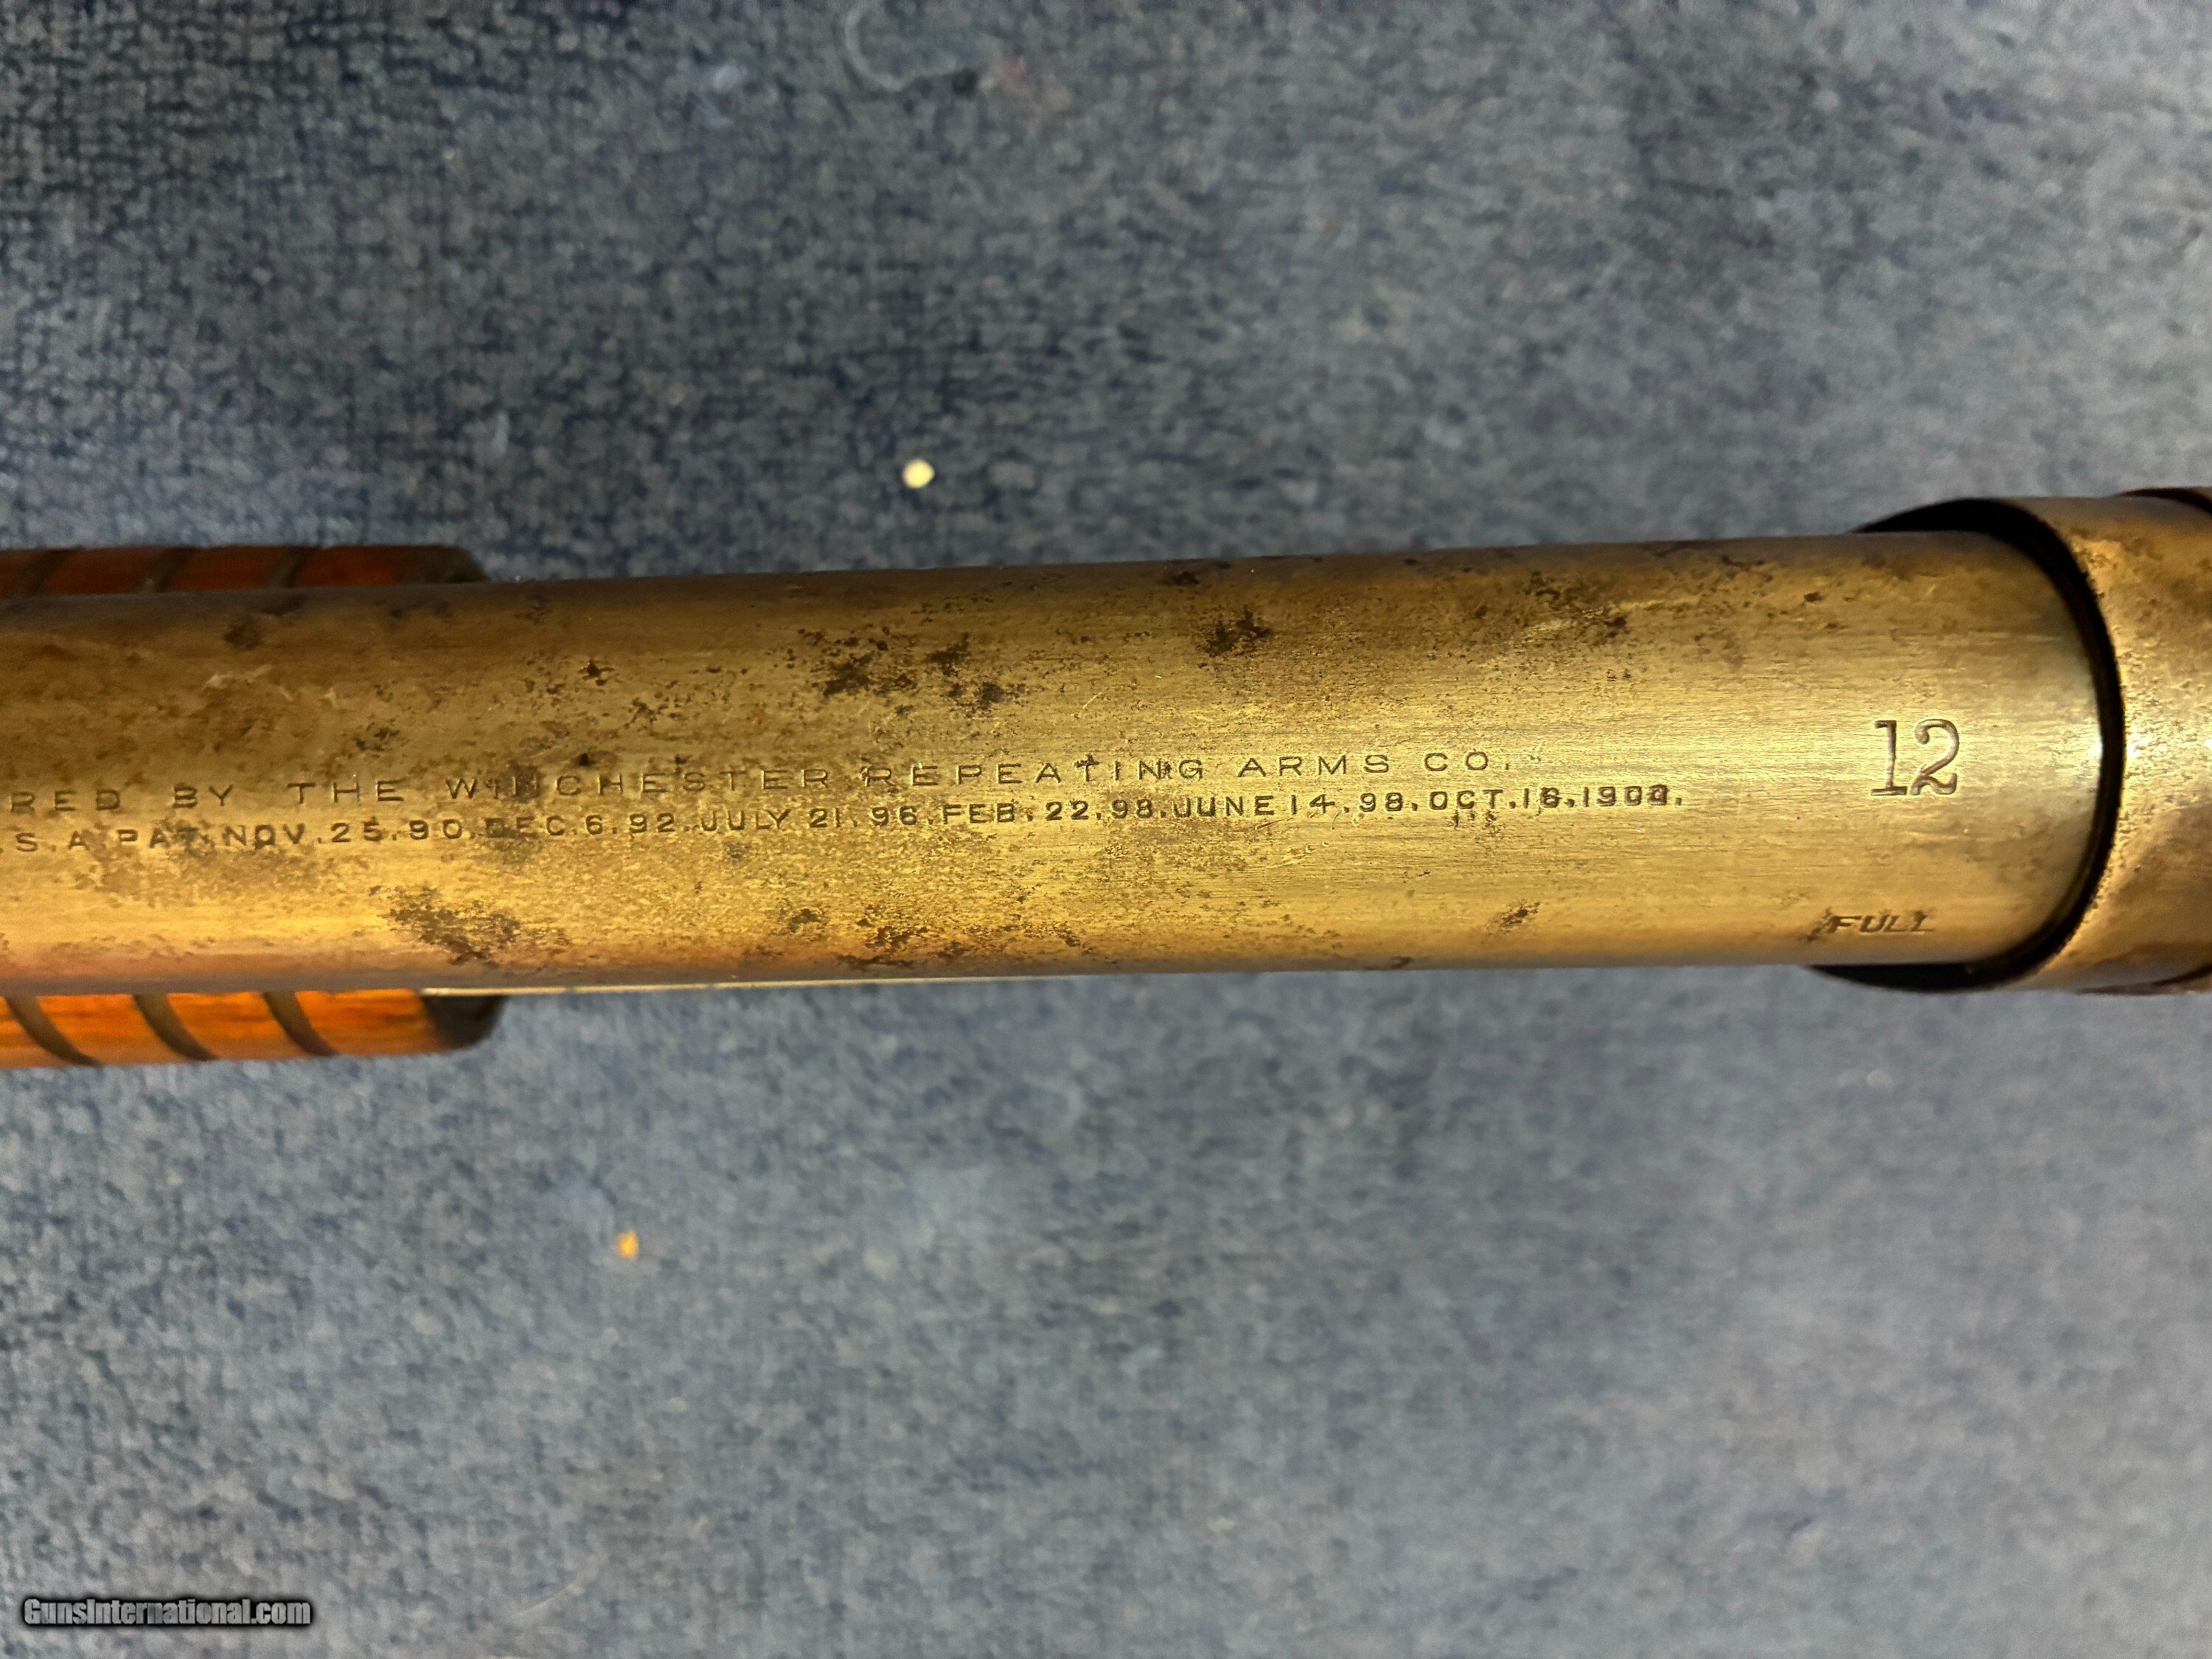 RED BY THE WINCHESTER REPEATING ARMS CO.
.S.A. PAT. NOV. 25. 90. DEC. 6. 92. JULY 21. 96. FEB. 22. 98. JUNE 14. 98. OCT. 16. 1900.
12
FULL
GunsInternational.com